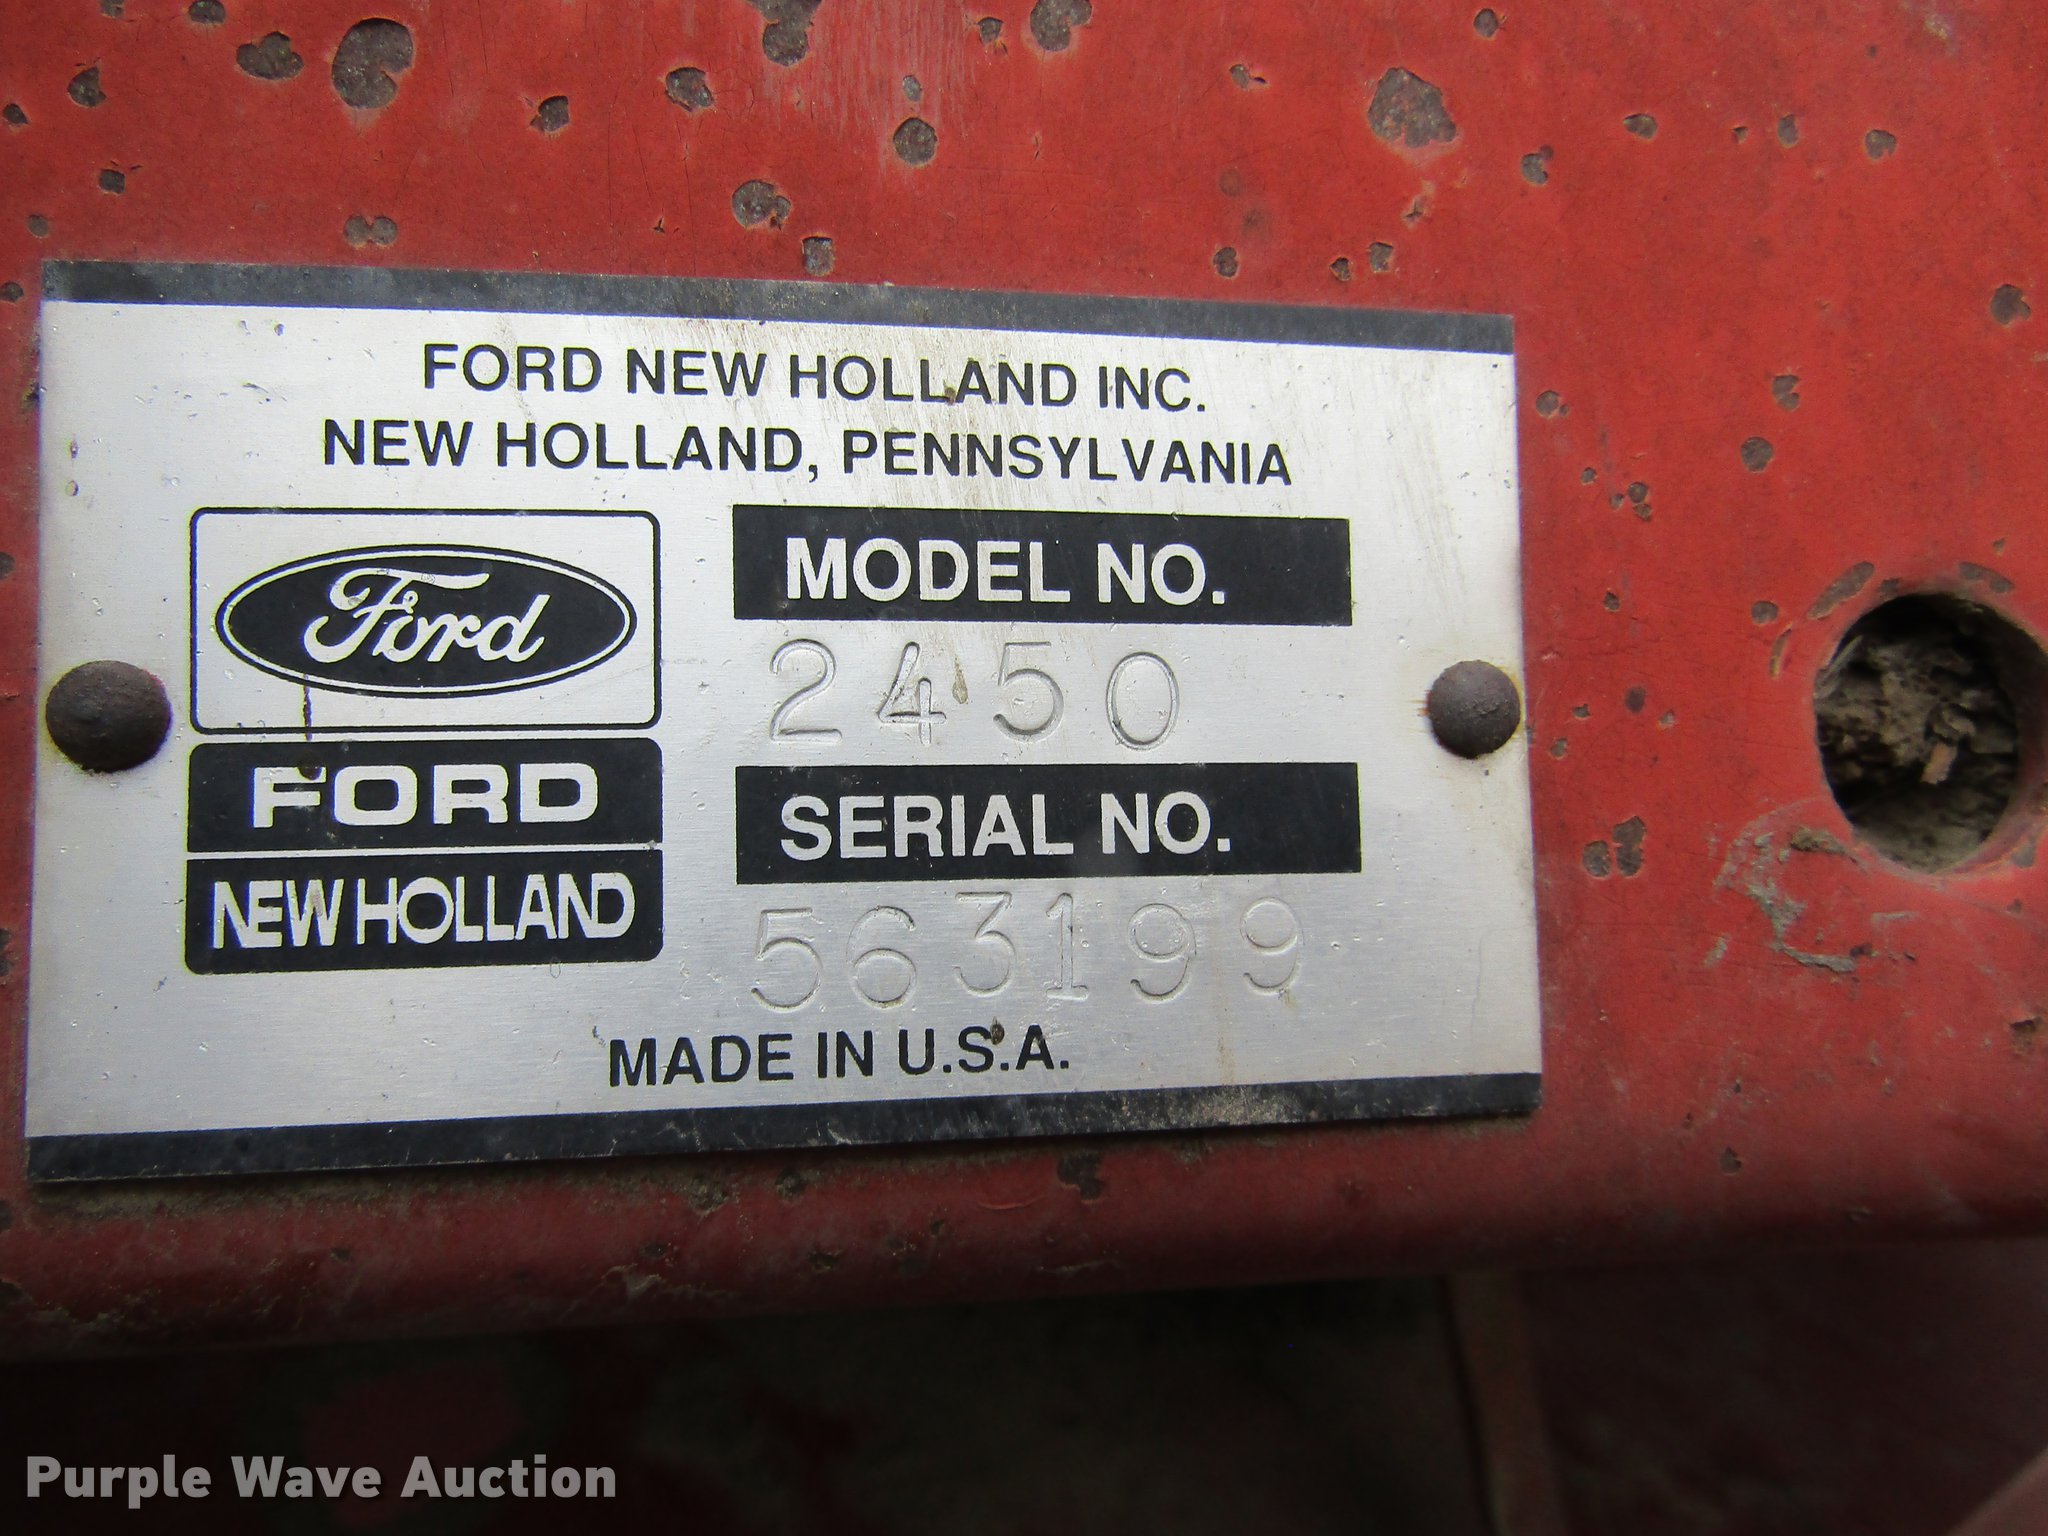 FORD NEW HOLLAND INC.
NEW HOLLAND, PENNSYLVANIA
Ford
FORD
NEW HOLLAND
MODEL NO.
2450
SERIAL NO.
563199
MADE IN U.S.A.
Purple Wave Auction